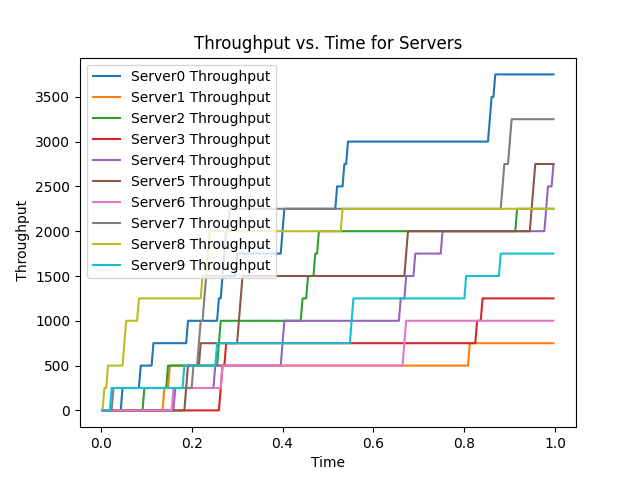 Throughput vs. Time for Servers
Throughput
3500
3000
2500
2000
1500
1000
500
0
Server0 Throughput
Server1 Throughput
Server2 Throughput
Server3 Throughput
Server4 Throughput
Server5 Throughput
Server6 Throughput
Server7 Throughput
Server8 Throughput
Server9 Throughput
0.0 0.2 0.4 0.6 0.8 1.0
Time